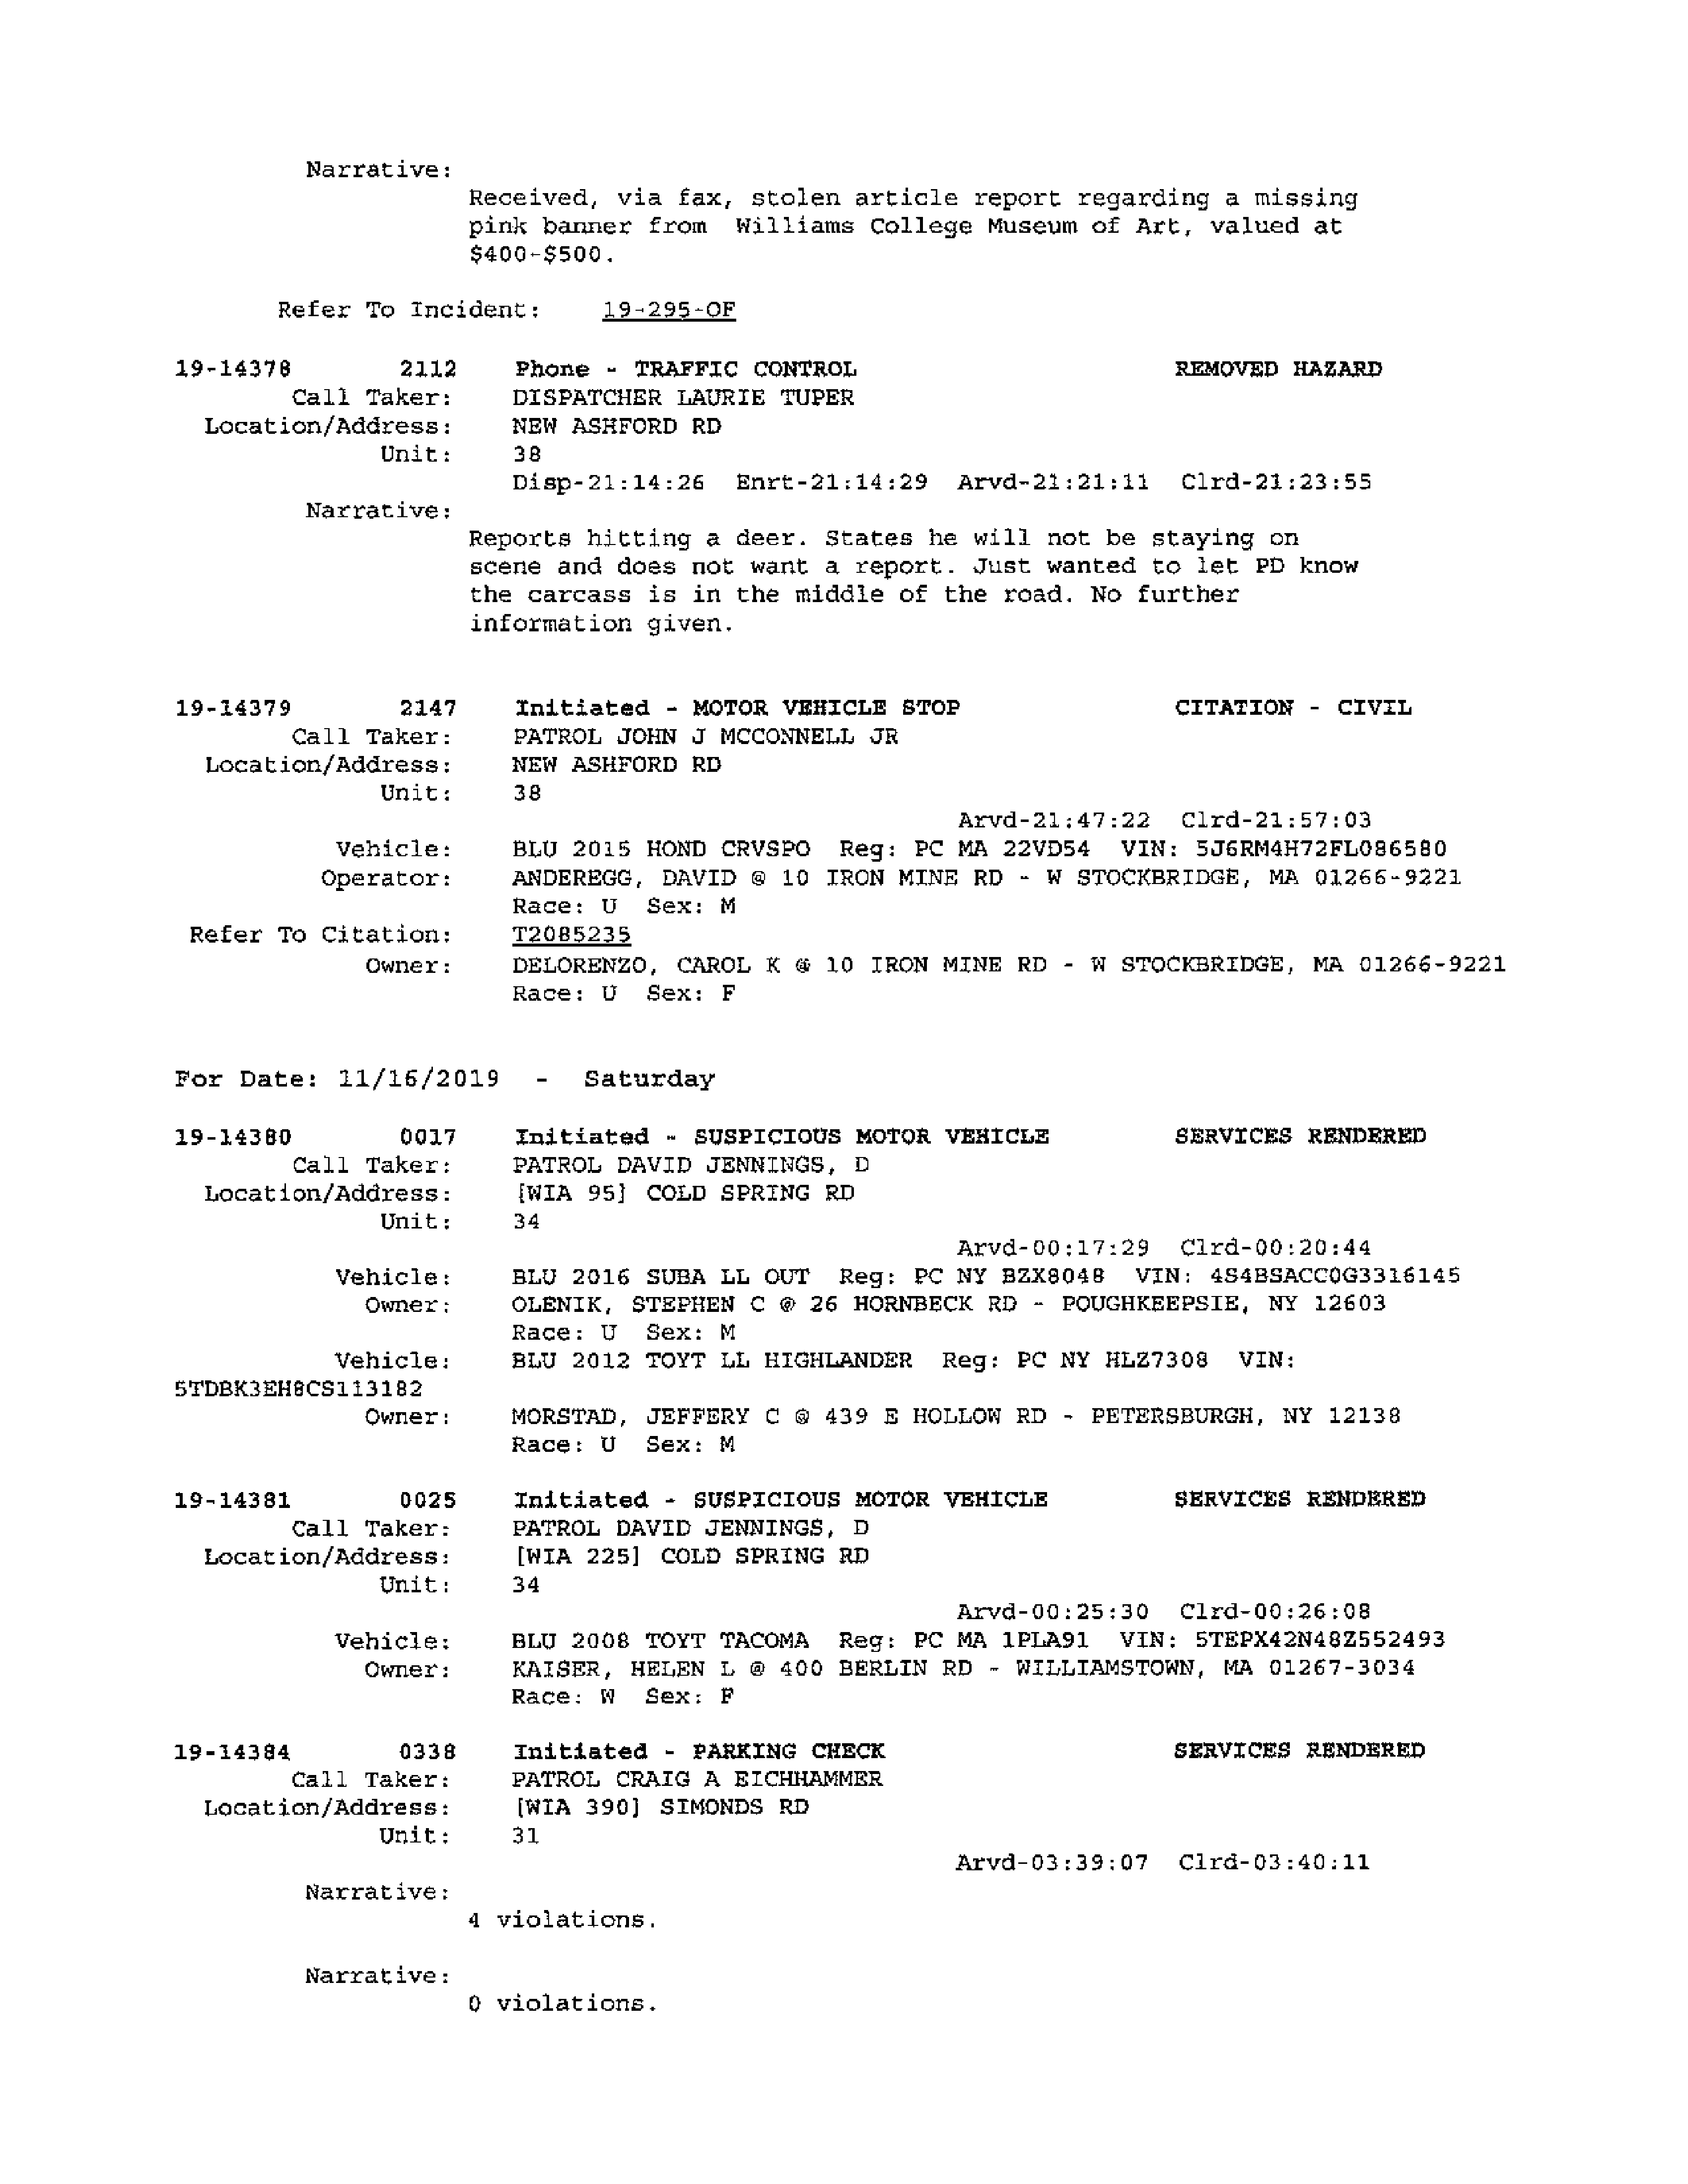 Narrative:
Received, via fax, stolen article report regarding a missing
pink banner from Williams College Museum of Art, valued at
$400-$500.
Refer To Incident: 19-295-OF
19-14378 2112 Phone - TRAFFIC CONTROL REMOVED HAZARD
Call Taker: DISPATCHER LAURIE TUPER
Location/Address: NEW ASHFORD RD
Unit: 38
Disp-21:14:26 Enrt-21:14:29 Arvd-21:21:11 Clrd-21:23:55
Narrative:
Reports hitting a deer. States he will not be staying on
scene and does not want a report. Just wanted to let PD know
the carcass is in the middle of the road. No further
information given.
19-14379 2147 Initiated - MOTOR VEHICLE STOP CITATION - CIVIL
Call Taker: PATROL JOHN J MCCONNELL JR
Location/Address: NEW ASHFORD RD
Unit: 38
Arvd-21:47:22 Clrd-21:57:03
Vehicle: BLU 2015 HOND CRVSPO Reg: PC MA 22VD54 VIN: 5J6RM4H72FL086580
Operator: ANDEREGG, DAVID @ 10 IRON MINE RD - W STOCKBRIDGE, MA 01266-9221
Race: U Sex: M
Refer To Citation: T2085235
Owner: DELORENZO, CAROL K @ 10 IRON MINE RD - W STOCKBRIDGE, MA 01266-9221
Race: U Sex: F
For Date: 11/16/2019 - Saturday
19-14380 0017 Initiated - SUSPICIOUS MOTOR VEHICLE SERVICES RENDERED
Call Taker: PATROL DAVID JENNINGS, D
Location/Address: [WIA 95] COLD SPRING RD
Unit: 34
Arvd-00:17:29 Clrd-00:20:44
Vehicle: BLU 2016 SUBA LL OUT Reg: PC NY BZX8048 VIN: 4S4BSACC0G3316145
Owner: OLENIK, STEPHEN C @ 26 HORNBECK RD - POUGHKEEPSIE, NY 12603
Race: U Sex: M
Vehicle: BLU 2012 TOYT LL HIGHLANDER Reg: PC NY HLZ7308 VIN:
5TDBK3EH8CS113182
Owner: MORSTAD, JEFFERY C @ 439 E HOLLOW RD - PETERSBURGH, NY 12138
Race: U Sex: M
19-14381 0025 Initiated - SUSPICIOUS MOTOR VEHICLE SERVICES RENDERED
Call Taker: PATROL DAVID JENNINGS, D
Location/Address: [WIA 225] COLD SPRING RD
Unit: 34
Arvd-00:25:30 Clrd-00:26:08
Vehicle: BLU 2008 TOYT TACOMA Reg: PC MA 1PLA91 VIN: 5TEPX42N48Z552493
Owner: KAISER, HELEN L @ 400 BERLIN RD - WILLIAMSTOWN, MA 01267-3034
Race: W Sex: F
19-14384 0338 Initiated - PARKING CHECK SERVICES RENDERED
Call Taker: PATROL CRAIG A EICHHAMMER
Location/Address: [WIA 390] SIMONDS RD
Unit: 31
Arvd-03:39:07 Clrd-03:40:11
Narrative:
4 violations.
Narrative:
0 violations.